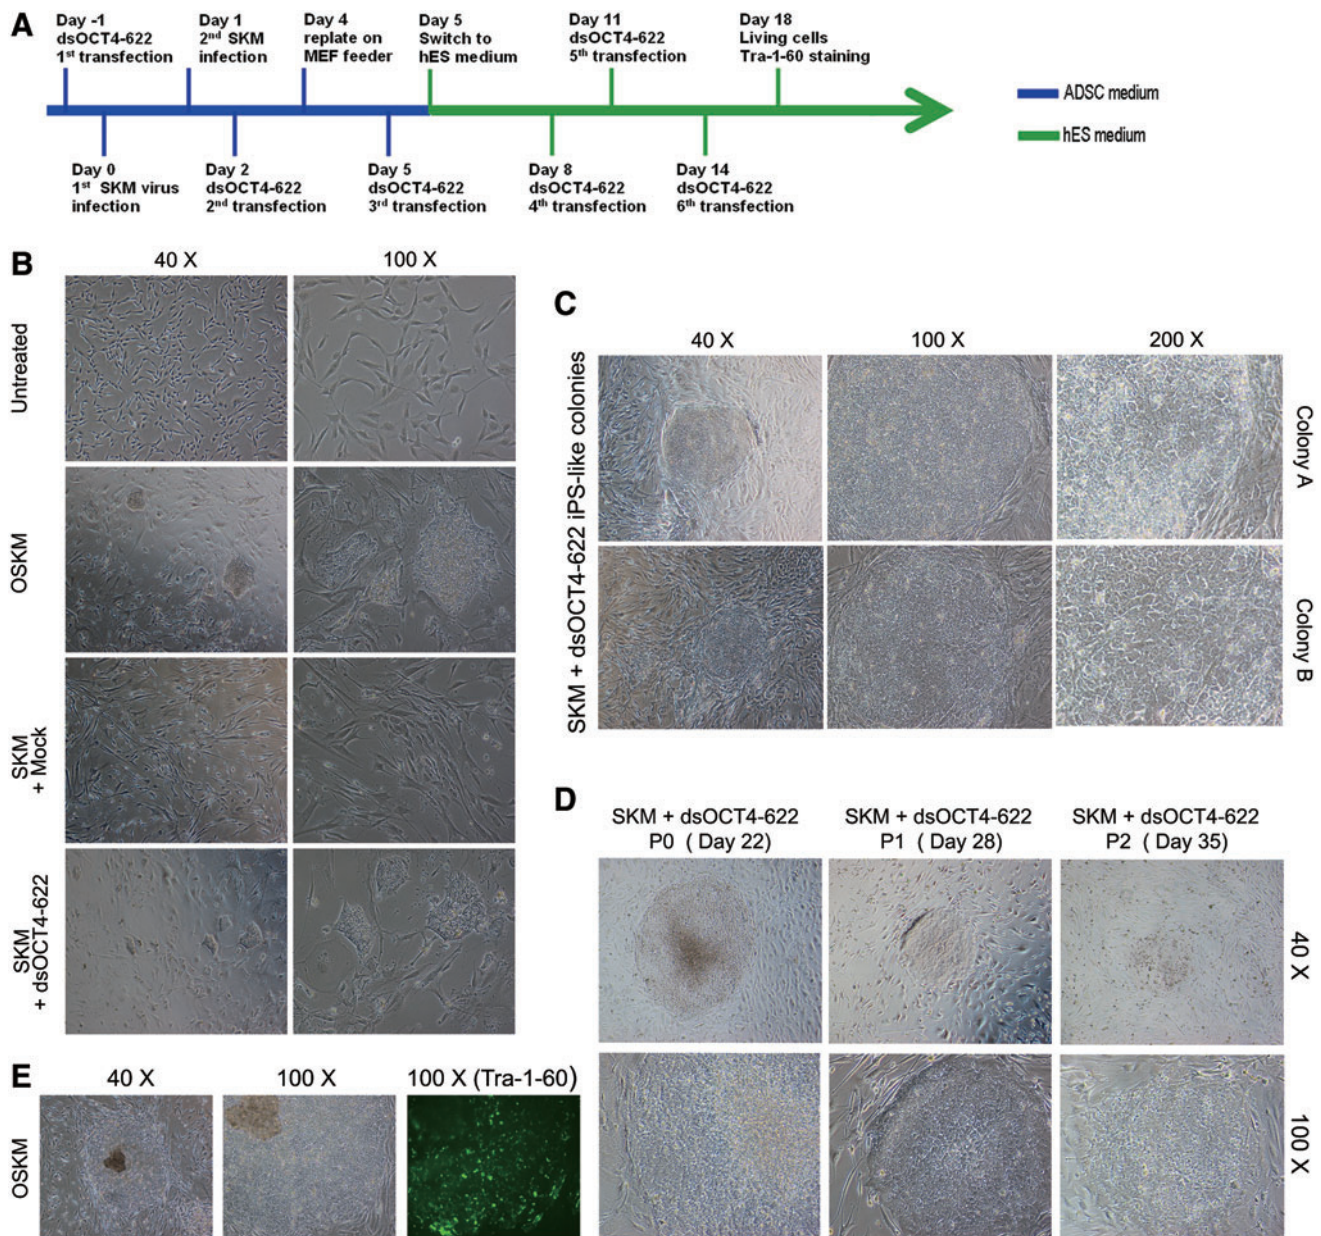 A
Day -1
dsOCT4-622
1st transfection
Day 1
2nd SKM
infection
Day 4
replate on
MEF feeder
Day 5
Switch to
hES medium
Day 11
dsOCT4-622
5th transfection
Day 18
Living cells
Tra-1-60 staining
Day 0
1st SKM virus
infection
Day 2
dsOCT4-622
2nd transfection
Day 5
dsOCT4-622
3rd transfection
Day 8
dsOCT4-622
4th transfection
Day 14
dsOCT4-622
6th transfection
ADSC medium
hES medium
B
40 X
100 X
Untreated
OSKM
SKM
+ Mock
SKM
+ dsOCT4-622
C
40 X
100 X
200 X
SKM + dsOCT4-622 iPS-like colonies
Colony A
Colony B
D
SKM + dsOCT4-622
P0 ( Day 22)
SKM + dsOCT4-622
P1 ( Day 28)
SKM + dsOCT4-622
P2 ( Day 35)
40 X
100 X
E
40 X
100 X
100 X (Tra-1-60)
OSKM